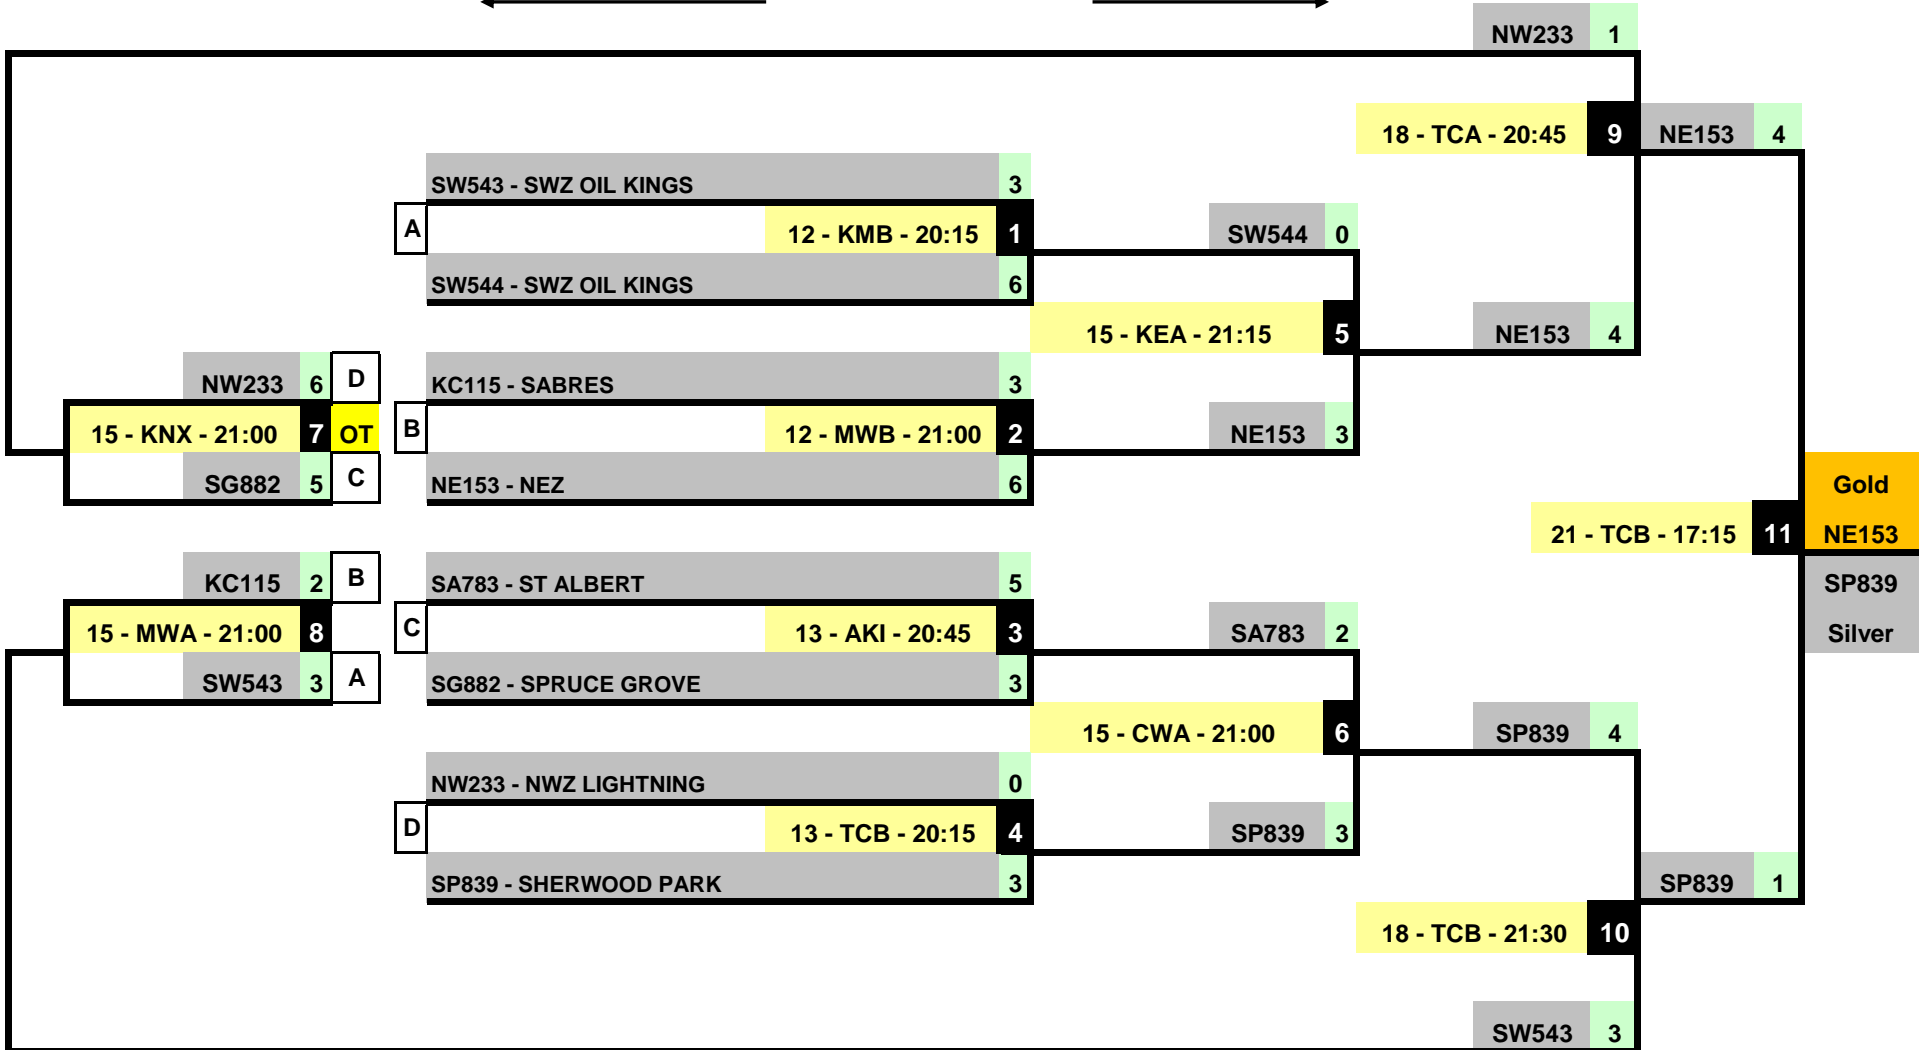 NW233 1
18 - TCA - 20:45 9 NE153 4
SW543 - SWZ OIL KINGS 3
A 12 - KMB - 20:15 1 SW544 0
SW544 - SWZ OIL KINGS 6
15 - KEA - 21:15 5 NE153 4
NW233 6 D KC115 - SABRES 3
15 - KNX - 21:00 7 OT B 12 - MWB - 21:00 2 NE153 3
SG882 5 C NE153 - NEZ 6 Gold
21 - TCB - 17:15 11 NE153
KC115 2 B SA783 - ST ALBERT 5 SP839
15 - MWA - 21:00 8 C 13 - AKI - 20:45 3 SA783 2 Silver
SW543 3 A SG882 - SPRUCE GROVE 3
15 - CWA - 21:00 6 SP839 4
NW233 - NWZ LIGHTNING 0
D 13 - TCB - 20:15 4 SP839 3
SP839 - SHERWOOD PARK 3 SP839 1
18 - TCB - 21:30 10
SW543 3